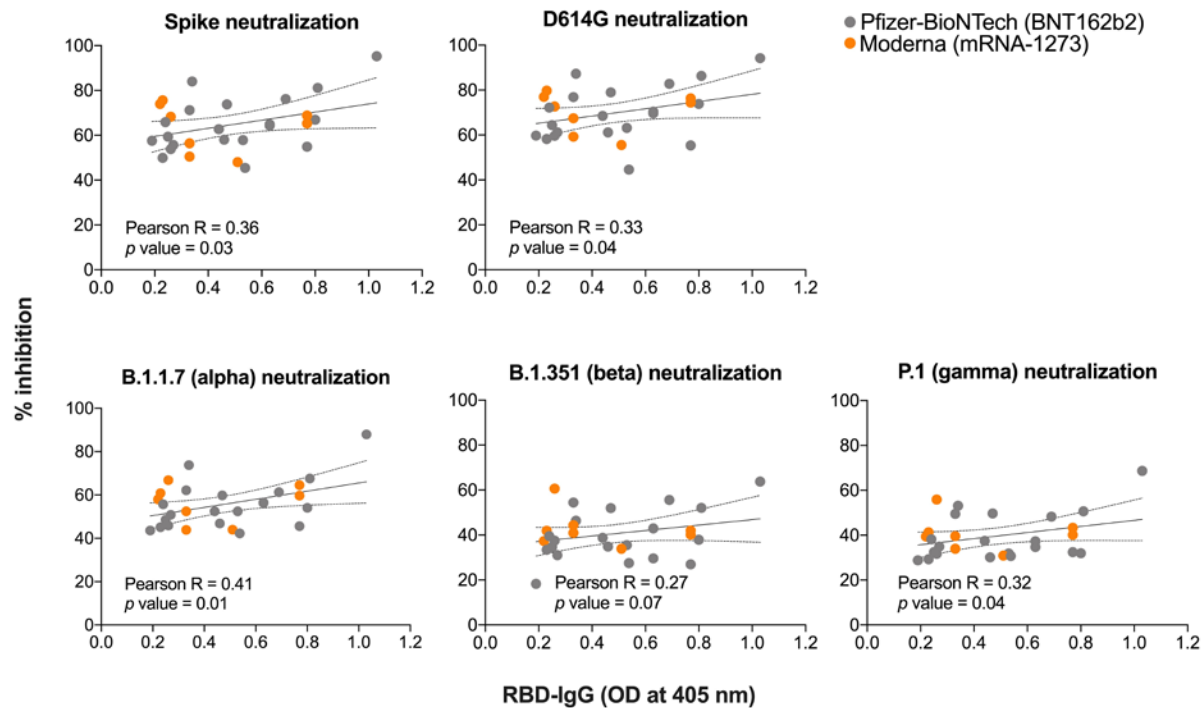 Spike neutralization
D614G neutralization
Pfizer-BioNTech (BNT162b2)
Moderna (mRNA-1273)
100
80
60
40
20
0
0.0 0.2 0.4 0.6 0.8 1.0 1.2
Pearson R = 0.36
p value = 0.03
100
80
60
40
20
0
0.0 0.2 0.4 0.6 0.8 1.0 1.2
Pearson R = 0.33
p value = 0.04
% inhibition
B.1.1.7 (alpha) neutralization
B.1.351 (beta) neutralization
P.1 (gamma) neutralization
100
80
60
40
20
0
0.0 0.2 0.4 0.6 0.8 1.0 1.2
Pearson R = 0.41
p value = 0.01
100
80
60
40
20
0
0.0 0.2 0.4 0.6 0.8 1.0 1.2
Pearson R = 0.27
p value = 0.07
100
80
60
40
20
0
0.0 0.2 0.4 0.6 0.8 1.0 1.2
Pearson R = 0.32
p value = 0.04
RBD-IgG (OD at 405 nm)